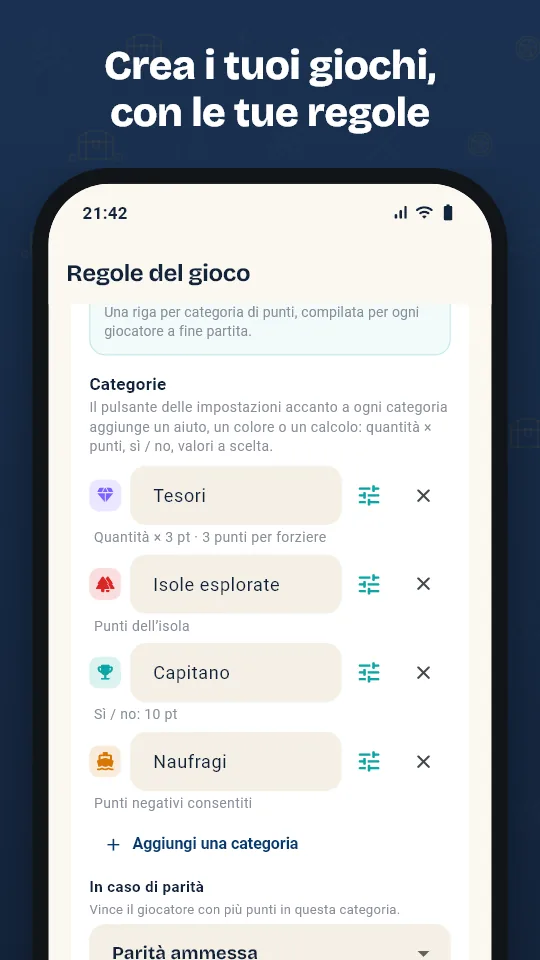 Crea i tuoi giochi,
con le tue regole
21:42
Regole del gioco
Una riga per categoria di punti, compilata per ogni
giocatore a fine partita.
Categorie
Il pulsante delle impostazioni accanto a ogni categoria
aggiunge un aiuto, un colore o un calcolo: quantità ×
punti, sì / no, valori a scelta.
Tesori
Quantità × 3 pt · 3 punti per forziere
Isole esplorate
Punti dell'isola
Capitano
Sì / no: 10 pt
Naufragi
Punti negativi consentiti
+ Aggiungi una categoria
In caso di parità
Vince il giocatore con più punti in questa categoria.
Parità ammessa